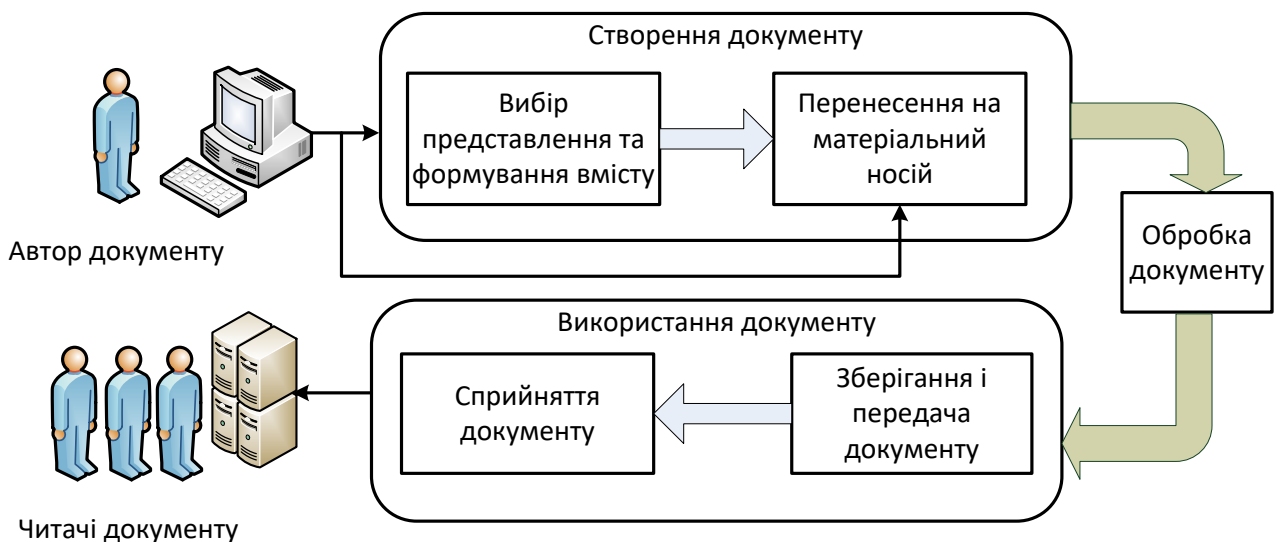 Створення документу
Вибір
представлення та
формування вмісту
Перенесення на
матеріальний
носій
Автор документу
Обробка
документу
Використання документу
Сприйняття
документу
Зберігання і
передача
документу
Читачі документу